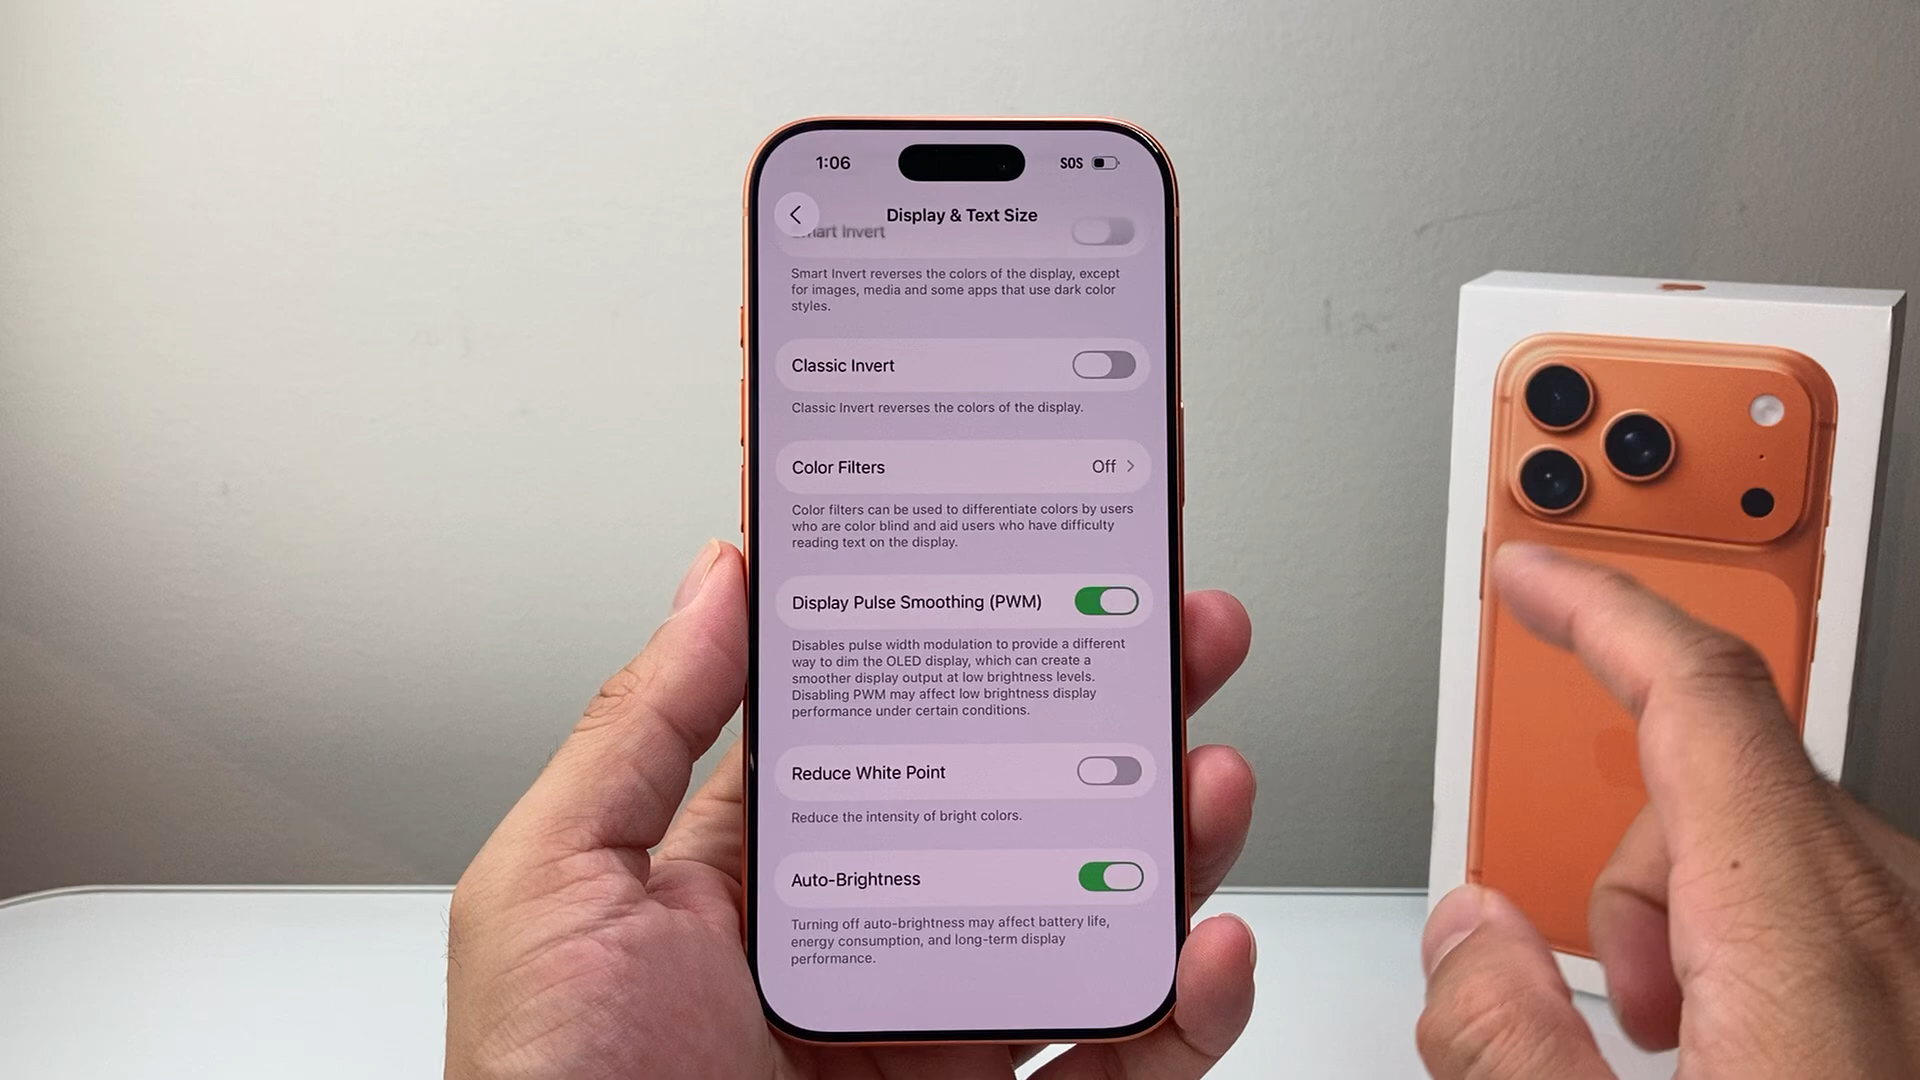 1:06
SOS
Display & Text Size
Smart Invert
Smart Invert reverses the colors of the display, except
for images, media and some apps that use dark color
styles.
Classic Invert
Classic Invert reverses the colors of the display.
Color Filters
Off
Color filters can be used to differentiate colors by users
who are color blind and aid users who have difficulty
reading text on the display.
Display Pulse Smoothing (PWM)
Disables pulse width modulation to provide a different
way to dim the OLED display, which can create a
smoother display output at low brightness levels.
Disabling PWM may affect low brightness display
performance under certain conditions.
Reduce White Point
Reduce the intensity of bright colors.
Auto-Brightness
Turning off auto-brightness may affect battery life,
energy consumption, and long-term display
performance.